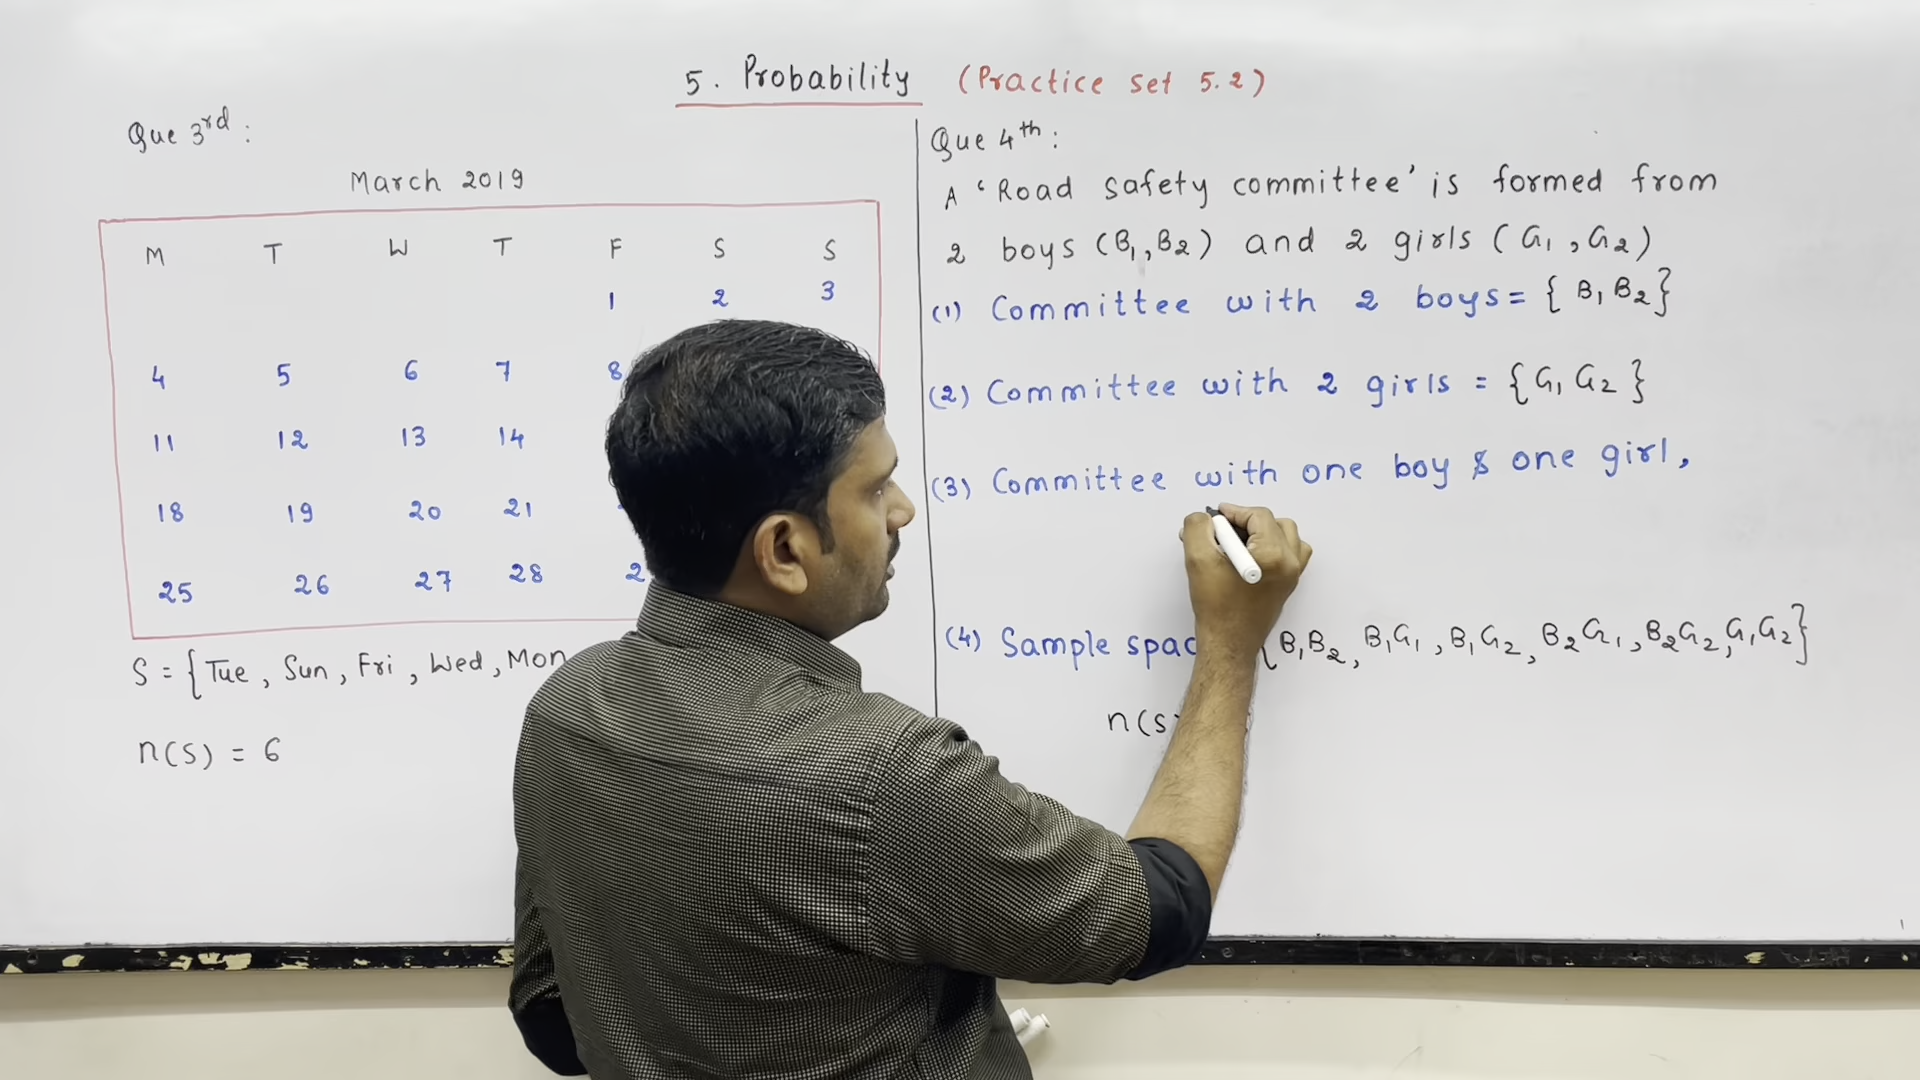 5. Probability (Practice set 5.2)
Que 3rd :
March 2019
M T W T F S S
1 2 3
4 5 6 7 8
11 12 13 14
18 19 20 21
25 26 27 28 2
S = { Tue , Sun , Fri , Wed , Mon
n(S) = 6
Que 4th :
A ‘Road safety committee’ is formed from
2 boys (B₁, B₂) and 2 girls (G₁ , G₂)
(1) Committee with 2 boys = { B₁ B₂ }
(2) Committee with 2 girls = { G₁ G₂ }
(3) Committee with one boy & one girl,
(4) Sample spac { B₁B₂, B₁G₁ , B₁G₂, B₂G₁ , B₂G₂, G₁G₂ }
n(s)